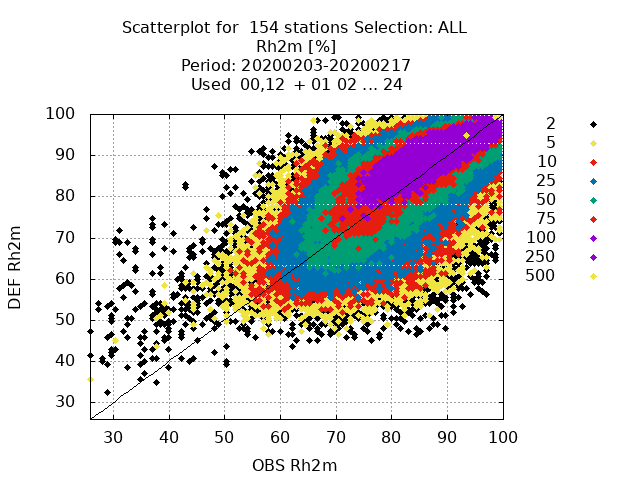 Scatterplot for  154 stations Selection: ALL
Rh2m [%]
Period: 20200203-20200217
Used  00,12  + 01 02 ... 24
100
90
80
70
60
50
40
30
DEF Rh2m
30 40 50 60 70 80 90 100
OBS Rh2m
2
5
10
25
50
75
100
250
500